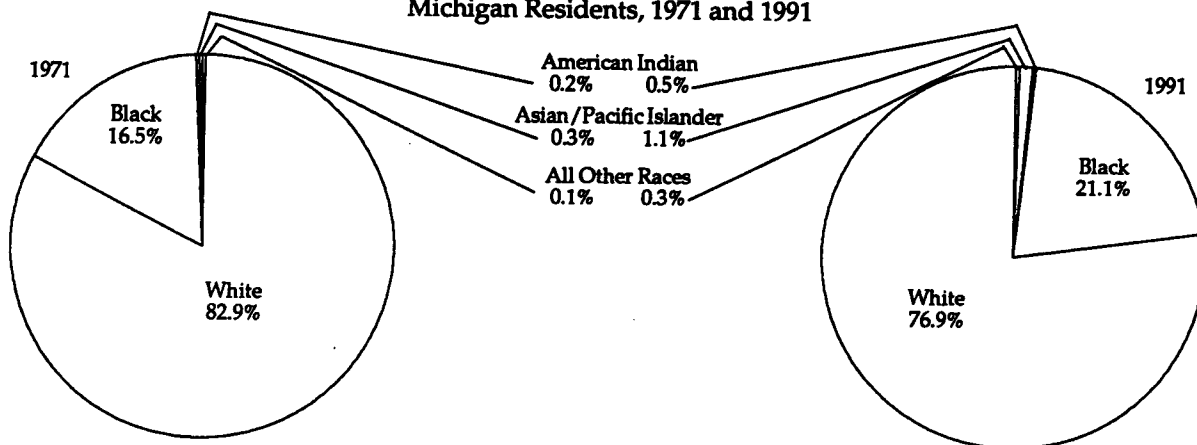 Michigan Residents, 1971 and 1991
1971
Black
16.5%
White
82.9%
American Indian
0.2% 0.5%
Asian/Pacific Islander
0.3% 1.1%
All Other Races
0.1% 0.3%
1991
Black
21.1%
White
76.9%